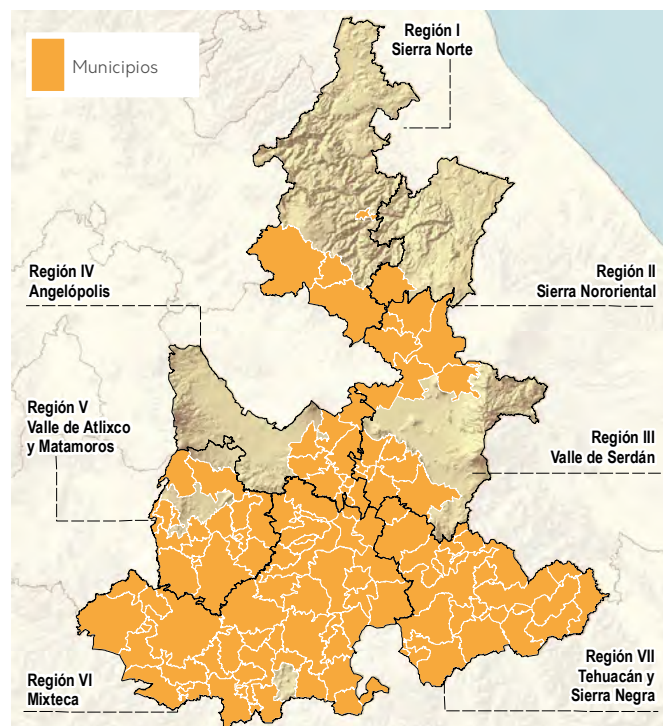 Municipios
Región I
Sierra Norte
Región IV
Angelópolis
Región II
Sierra Nororiental
Región V
Valle de Atlixco
y Matamoros
Región III
Valle de Serdán
Región VI
Mixteca
Región VII
Tehuacán y
Sierra Negra